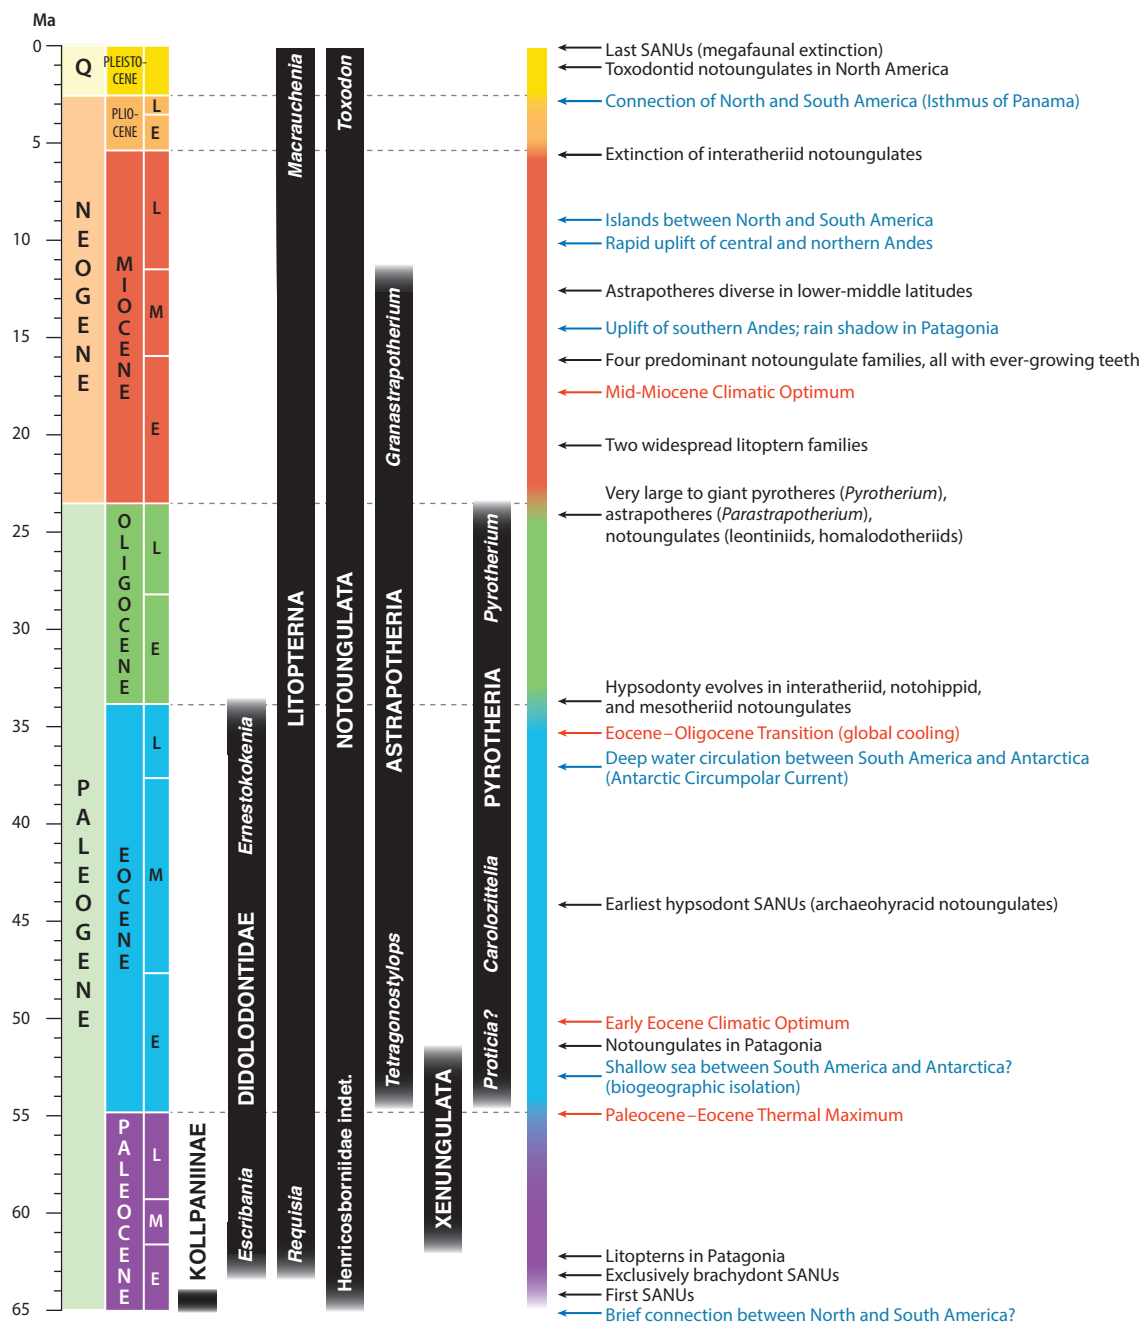 Ma
0
5
10
15
20
25
30
35
40
45
50
55
60
65
Q
NEOGENE
PALEOGENE
PLEISTO-
CENE
PLIO-
CENE
MIOCENE
OLIGOCENE
EOCENE
PALEOCENE
L
E
L
M
E
L
E
L
M
E
L
M
E
KOLLPANIINAE
Escribania
DIDOLODONTIDAE
Ernestokokenia
Requisia
LITOPTERNA
Macrauchenia
Henricosborniidae indet.
NOTOUNGULATA
Toxodon
Tetragonostylops
ASTRAPOTHERIA
Granastrapotherium
XENUNGULATA
Proticia?
Carolozittelia
PYROTHERIA
Pyrotherium
Last SANUs (megafaunal extinction)
Toxodontid notoungulates in North America
Connection of North and South America (Isthmus of Panama)
Extinction of interatheriid notoungulates
Islands between North and South America
Rapid uplift of central and northern Andes
Astrapotheres diverse in lower-middle latitudes
Uplift of southern Andes; rain shadow in Patagonia
Four predominant notoungulate families, all with ever-growing teeth
Mid-Miocene Climatic Optimum
Two widespread litoptern families
Very large to giant pyrotheres (Pyrotherium),
astrapotheres (Parastrapotherium),
notoungulates (leontiniids, homalodotheriids)
Hypsodonty evolves in interatheriid, notohippid,
and mesotheriid notoungulates
Eocene–Oligocene Transition (global cooling)
Deep water circulation between South America and Antarctica
(Antarctic Circumpolar Current)
Earliest hypsodont SANUs (archaeohyracid notoungulates)
Early Eocene Climatic Optimum
Notoungulates in Patagonia
Shallow sea between South America and Antarctica?
(biogeographic isolation)
Paleocene–Eocene Thermal Maximum
Litopterns in Patagonia
Exclusively brachydont SANUs
First SANUs
Brief connection between North and South America?